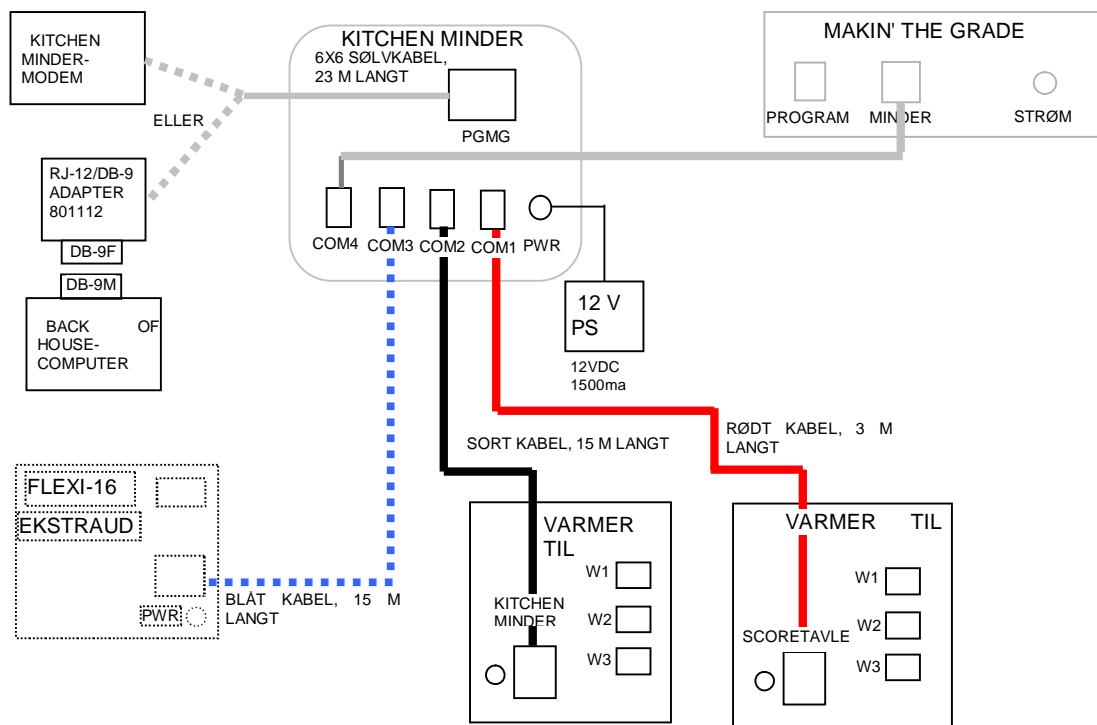 KITCHEN
MINDER-
MODEM
ELLER
RJ-12/DB-9
ADAPTER
801112
DB-9F
DB-9M
BACK OF
HOUSE-
COMPUTER
KITCHEN MINDER
6X6 SØLVKABEL,
23 M LANGT
PGMG
COM4
COM3
COM2
COM1
PWR
12 V
PS
12VDC
1500ma
MAKIN' THE GRADE
PROGRAM
MINDER
STRØM
SORT KABEL, 15 M LANGT
RØDT KABEL, 3 M
LANGT
FLEXI-16
EKSTRAUD
PWR
BLÅT KABEL, 15 M
LANGT
VARMER
TIL
W1
KITCHEN
MINDER
W2
W3
VARMER TIL
W1
W2
SCORETAVLE
W3